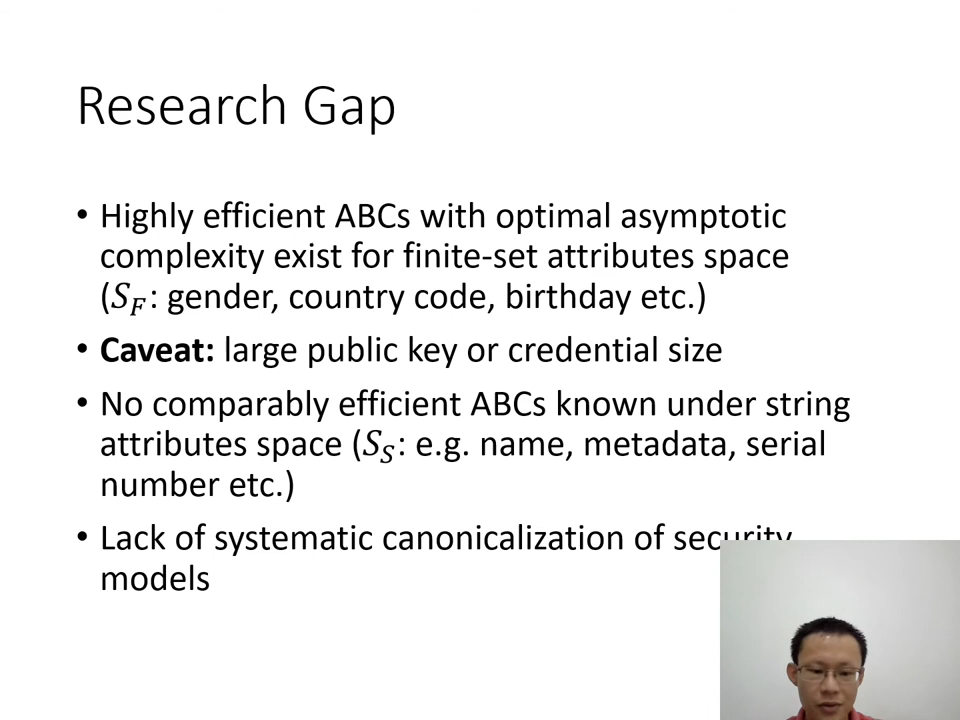 Research Gap
• Highly efficient ABCs with optimal asymptotic
complexity exist for finite-set attributes space
(S_F: gender, country code, birthday etc.)
• Caveat: large public key or credential size
• No comparably efficient ABCs known under string
attributes space (S_S: e.g. name, metadata, serial
number etc.)
• Lack of systematic canonicalization of security
models